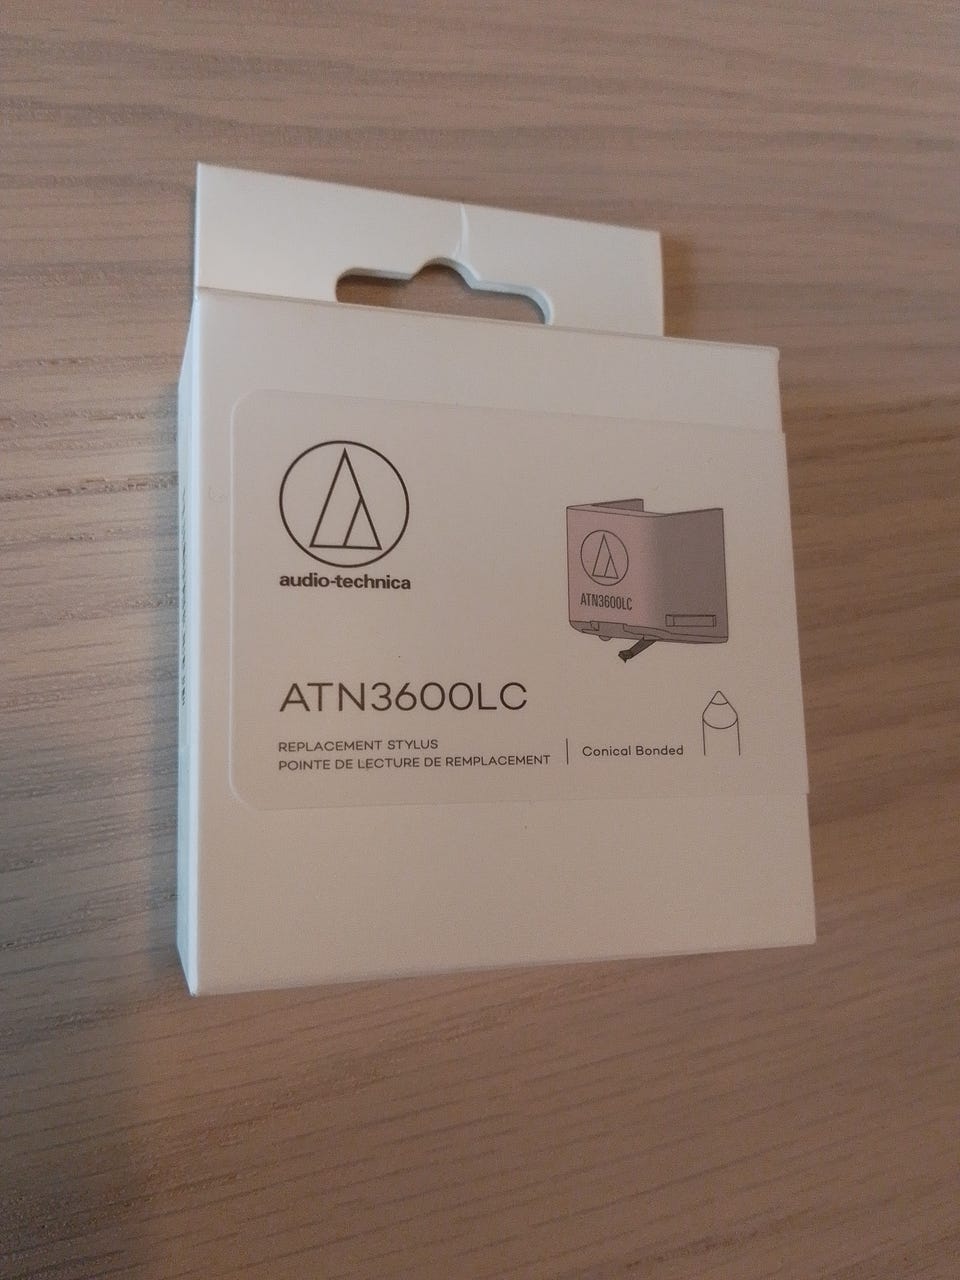 audio-technica
ATN3600LC
ATN3600LC
REPLACEMENT STYLUS
POINTE DE LECTURE DE REMPLACEMENT
Conical Bonded